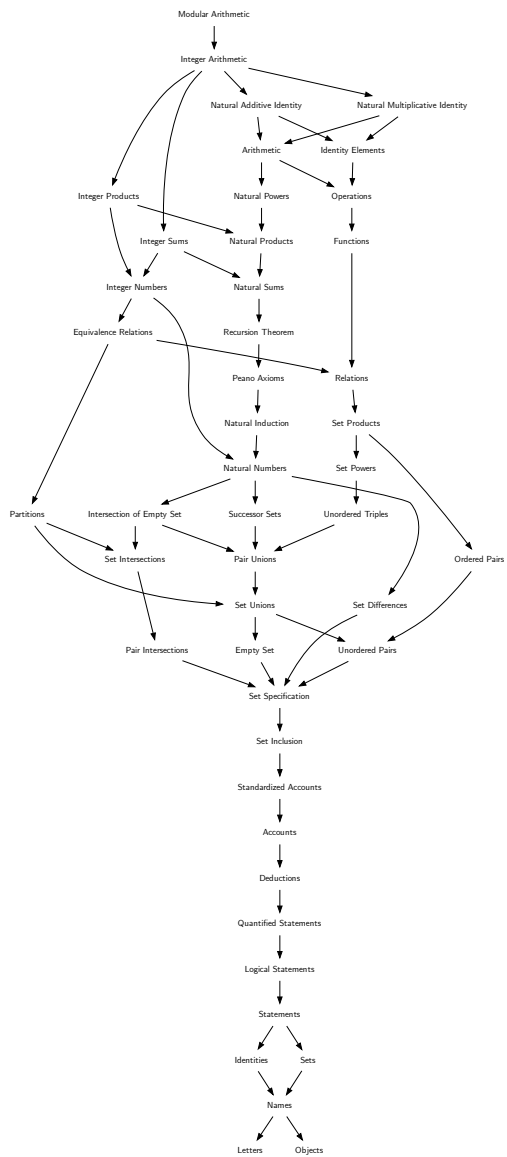 Modular Arithmetic
Integer Arithmetic
Natural Additive Identity
Natural Multiplicative Identity
Arithmetic
Identity Elements
Integer Products
Natural Powers
Operations
Integer Sums
Natural Products
Functions
Integer Numbers
Natural Sums
Equivalence Relations
Recursion Theorem
Peano Axioms
Relations
Natural Induction
Set Products
Natural Numbers
Set Powers
Partitions
Intersection of Empty Set
Successor Sets
Unordered Triples
Set Intersections
Pair Unions
Ordered Pairs
Set Unions
Set Differences
Pair Intersections
Empty Set
Unordered Pairs
Set Specification
Set Inclusion
Standardized Accounts
Accounts
Deductions
Quantified Statements
Logical Statements
Statements
Identities
Sets
Names
Letters
Objects